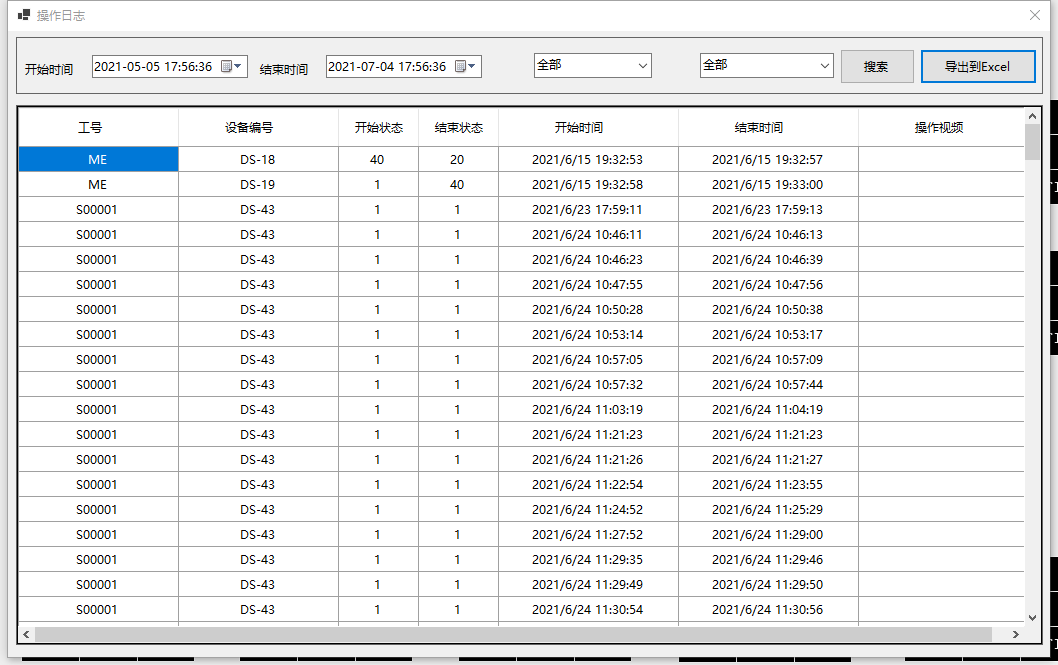 操作日志
开始时间 2021-05-05 17:56:36 结束时间 2021-07-04 17:56:36 全部 全部 搜索 导出到Excel
工号 设备编号 开始状态 结束状态 开始时间 结束时间 操作视频
ME DS-18 40 20 2021/6/15 19:32:53 2021/6/15 19:32:57
ME DS-19 1 40 2021/6/15 19:32:58 2021/6/15 19:33:00
S00001 DS-43 1 1 2021/6/23 17:59:11 2021/6/23 17:59:13
S00001 DS-43 1 1 2021/6/24 10:46:11 2021/6/24 10:46:13
S00001 DS-43 1 1 2021/6/24 10:46:23 2021/6/24 10:46:39
S00001 DS-43 1 1 2021/6/24 10:47:55 2021/6/24 10:47:56
S00001 DS-43 1 1 2021/6/24 10:50:28 2021/6/24 10:50:38
S00001 DS-43 1 1 2021/6/24 10:53:14 2021/6/24 10:53:17
S00001 DS-43 1 1 2021/6/24 10:57:05 2021/6/24 10:57:09
S00001 DS-43 1 1 2021/6/24 10:57:32 2021/6/24 10:57:44
S00001 DS-43 1 1 2021/6/24 11:03:19 2021/6/24 11:04:19
S00001 DS-43 1 1 2021/6/24 11:21:23 2021/6/24 11:21:23
S00001 DS-43 1 1 2021/6/24 11:21:26 2021/6/24 11:21:27
S00001 DS-43 1 1 2021/6/24 11:22:54 2021/6/24 11:23:55
S00001 DS-43 1 1 2021/6/24 11:24:52 2021/6/24 11:25:29
S00001 DS-43 1 1 2021/6/24 11:27:52 2021/6/24 11:29:00
S00001 DS-43 1 1 2021/6/24 11:29:35 2021/6/24 11:29:46
S00001 DS-43 1 1 2021/6/24 11:29:49 2021/6/24 11:29:50
S00001 DS-43 1 1 2021/6/24 11:30:54 2021/6/24 11:30:56